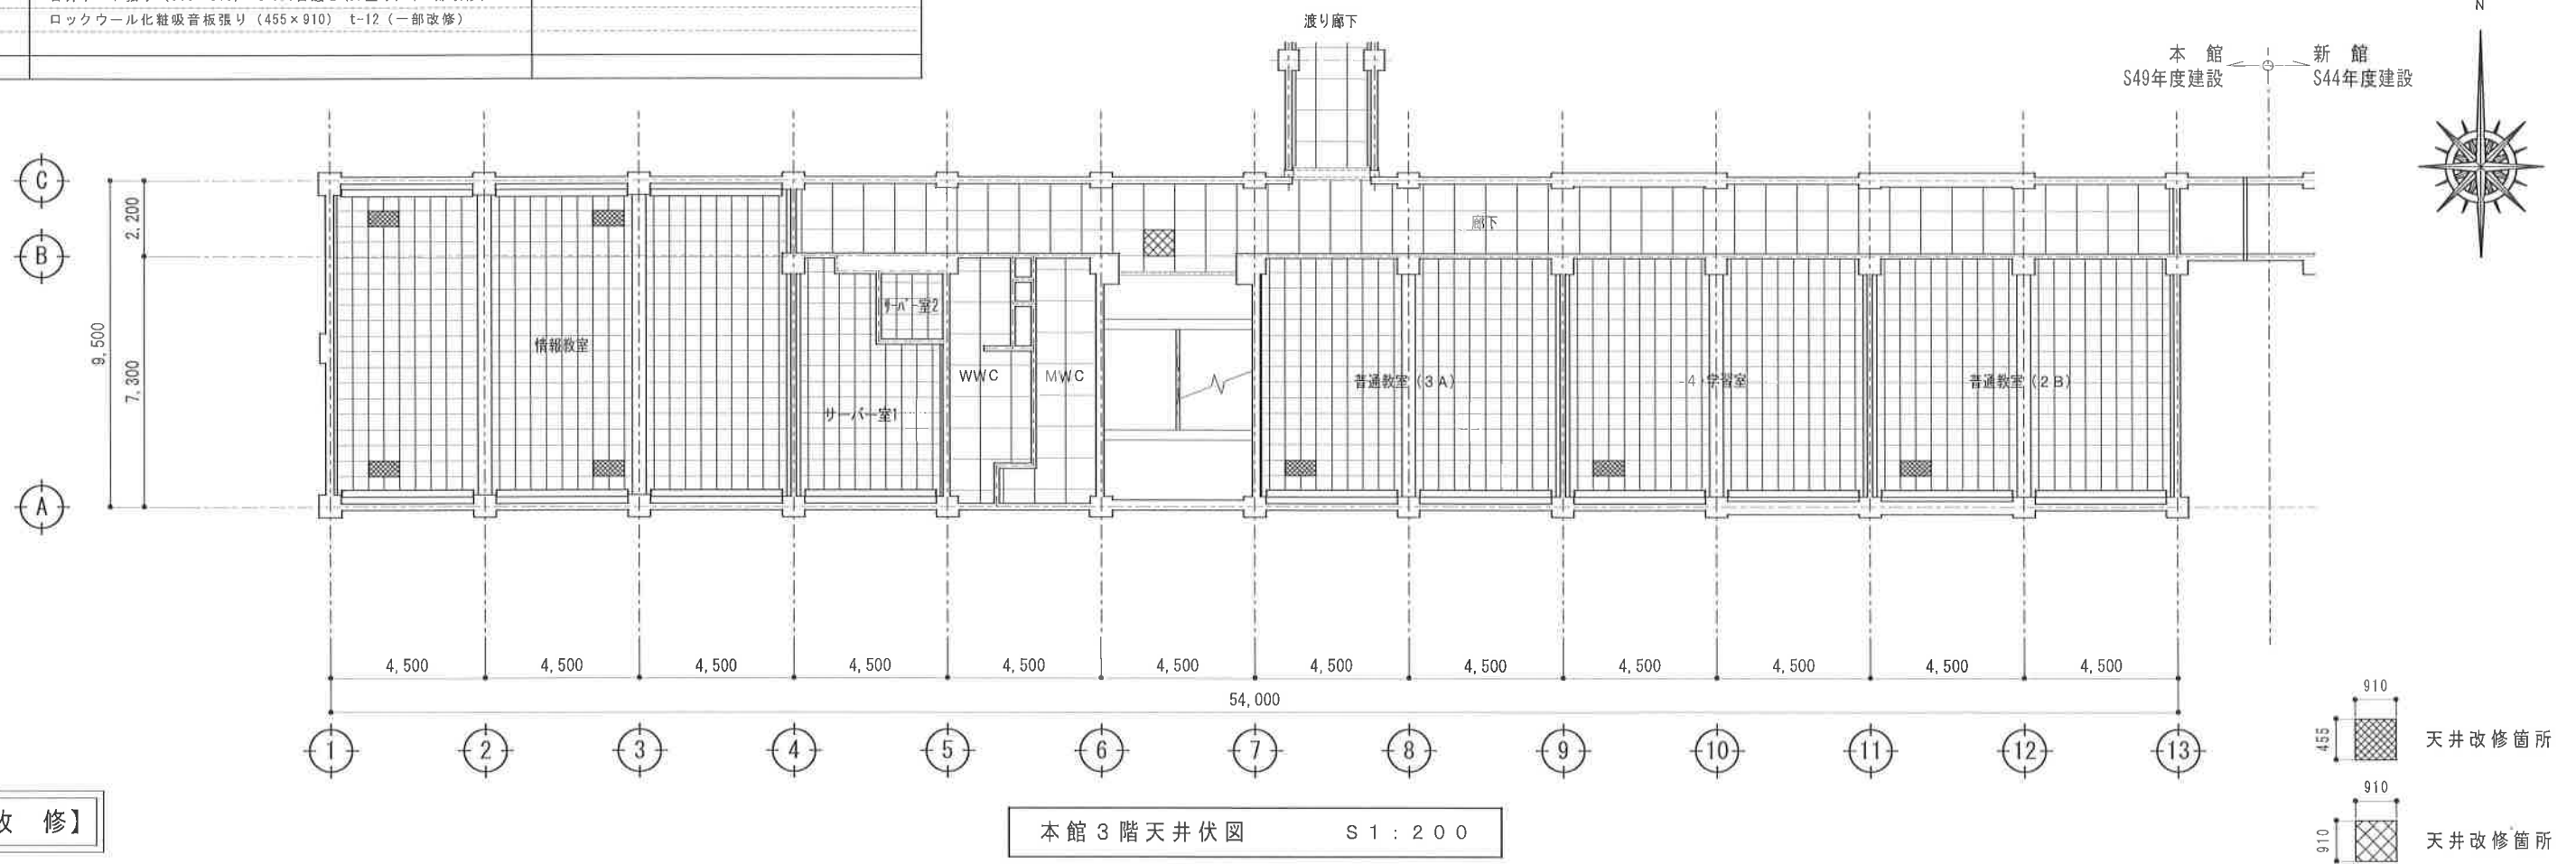 ロックウール化粧吸音板張り（455×910） t-12（一部改修）
渡り廊下
N
本 館
S49年度建設
新 館
S44年度建設
C
B
A
2,200
7,300
9,500
廊下
情報教室
サーバー室2
サーバー室1
WWC
MWC
普通教室（3A）
学習室
普通教室（2B）
4,500 4,500 4,500 4,500 4,500 4,500 4,500 4,500 4,500 4,500 4,500 4,500
54,000
1 2 3 4 5 6 7 8 9 10 11 12 13
910
455
天井改修箇所
910
910
天井改修箇所
修】
本館3階天井伏図 S1:200